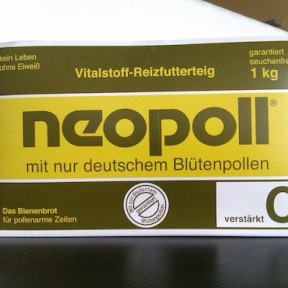 kein Leben
ohne Eiweiß
Vitalstoff-Reizfutterteig
garantiert
seuchenfrei
1 kg
neopoll®
mit nur deutschem Blütenpollen
Das Bienenbrot
für pollenarme Zeiten
verstärkt